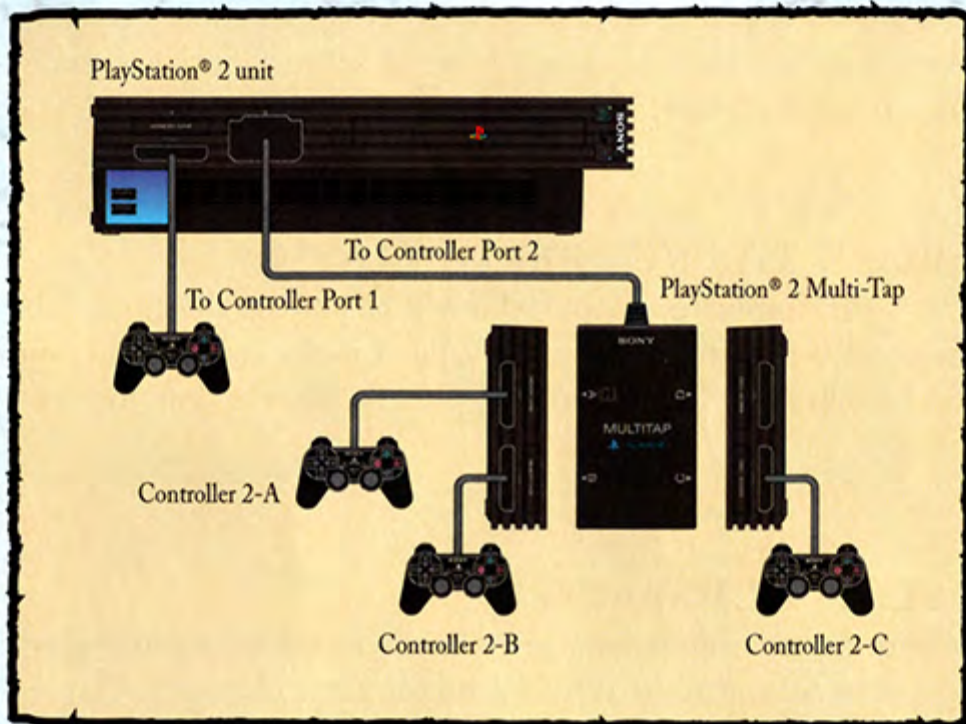 PlayStation® 2 unit
SONY
To Controller Port 2
To Controller Port 1
PlayStation® 2 Multi-Tap
SONY
MULTITAP
Controller 2-A
Controller 2-B
Controller 2-C